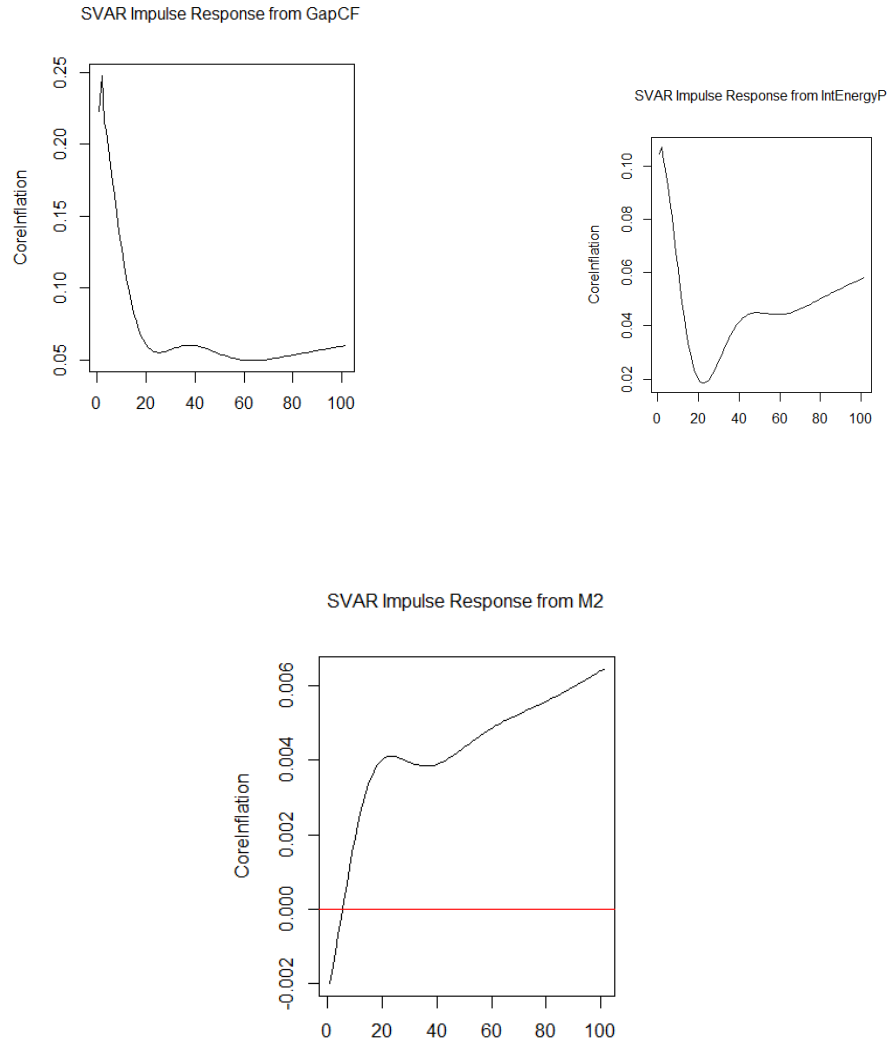 SVAR Impulse Response from GapCF
CoreInflation
0.25
0.20
0.15
0.10
0.05
0 20 40 60 80 100
SVAR Impulse Response from IntEnergyP
CoreInflation
0.10
0.08
0.06
0.04
0.02
0 20 40 60 80 100
SVAR Impulse Response from M2
CoreInflation
0.006
0.004
0.002
0.000
-0.002
0 20 40 60 80 100